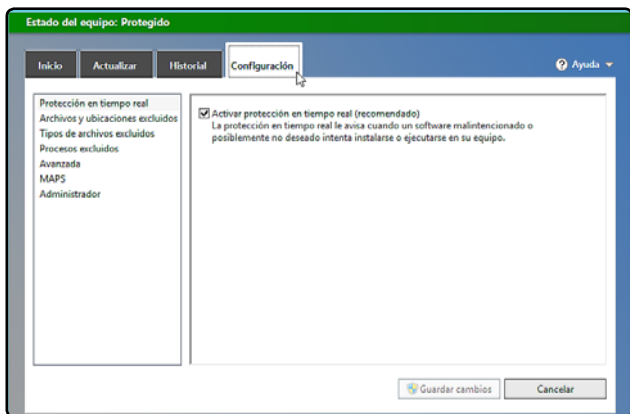 Estado del equipo: Protegido
Inicio
Actualizar
Historial
Configuración
Ayuda
Protección en tiempo real
Archivos y ubicaciones excluidos
Tipos de archivos excluidos
Procesos excluidos
Avanzada
MAPS
Administrador
Activar protección en tiempo real (recomendado)
La protección en tiempo real le avisa cuando un software malintencionado o
posiblemente no deseado intenta instalarse o ejecutarse en su equipo.
Guardar cambios
Cancelar